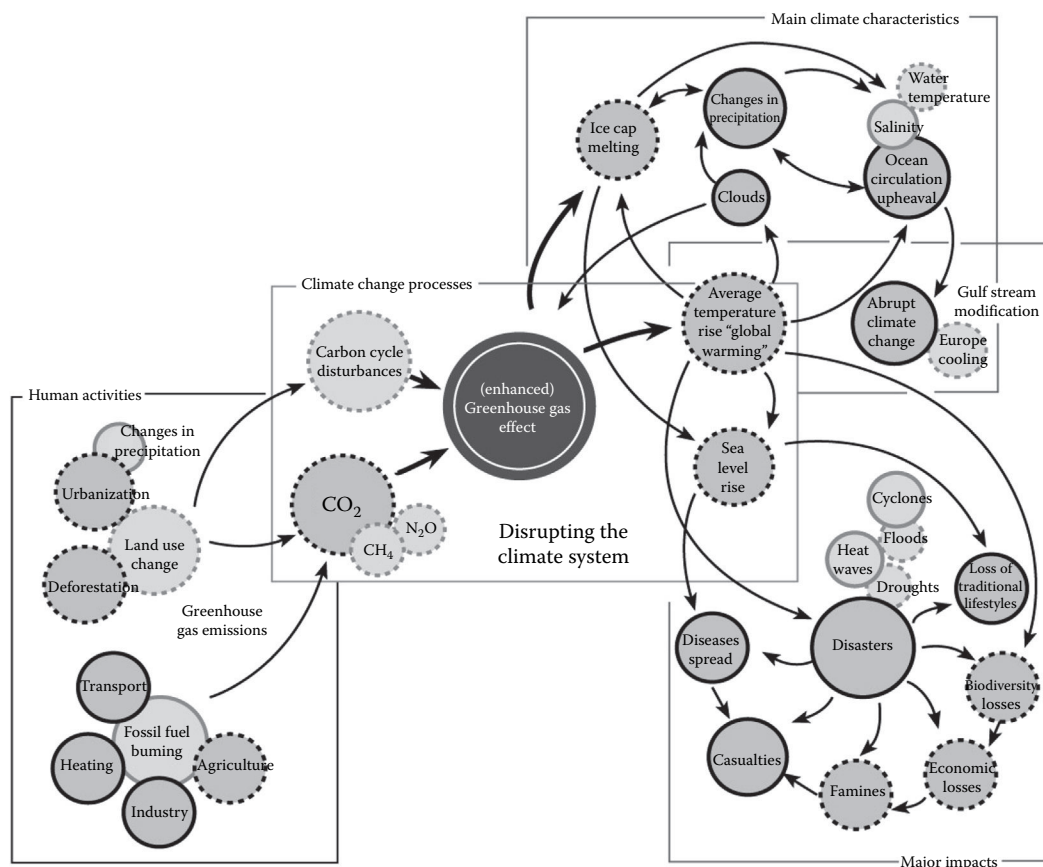 Main climate characteristics
Water
temperature
Changes in
precipitation
Ice cap
melting
Salinity
Ocean
circulation
upheaval
Clouds
Climate change processes
Average
temperature
rise “global
warming”
Abrupt
climate
change
Gulf stream
modification
Europe
cooling
Carbon cycle
disturbances
(enhanced)
Greenhouse gas
effect
Human activities
Changes in
precipitation
Urbanization
Land use
change
Deforestation
Greenhouse
gas emissions
CO2
CH4
N2O
Sea
level
rise
Disrupting the
climate system
Cyclones
Floods
Heat
waves
Droughts
Loss of
traditional
lifestyles
Diseases
spread
Disasters
Biodiversity
losses
Transport
Fossil fuel
buming
Heating
Agriculture
Industry
Casualties
Famines
Economic
losses
Major impacts